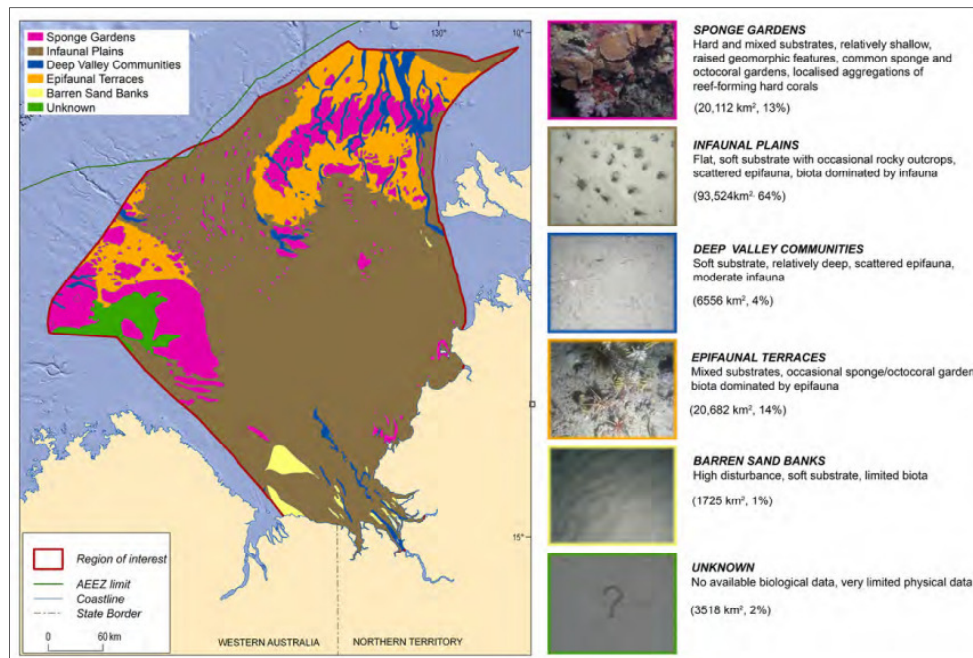 Sponge Gardens
Infaunal Plains
Deep Valley Communities
Epifaunal Terraces
Barren Sand Banks
Unknown
130°
10°
15°
Region of interest
AEEZ limit
Coastline
State Border
0 60 km
WESTERN AUSTRALIA NORTHERN TERRITORY
SPONGE GARDENS
Hard and mixed substrates, relatively shallow,
raised geomorphic features, common sponge and
octocoral gardens, localised aggregations of
reef-forming hard corals
(20,112 km², 13%)
INFAUNAL PLAINS
Flat, soft substrate with occasional rocky outcrops,
scattered epifauna, biota dominated by infauna
(93,524km², 64%)
DEEP VALLEY COMMUNITIES
Soft substrate, relatively deep, scattered epifauna,
moderate infauna
(6556 km², 4%)
EPIFAUNAL TERRACES
Mixed substrates, occasional sponge/octocoral garden
biota dominated by epifauna
(20,682 km², 14%)
BARREN SAND BANKS
High disturbance, soft substrate, limited biota
(1725 km², 1%)
UNKNOWN
No available biological data, very limited physical data
(3518 km², 2%)
?